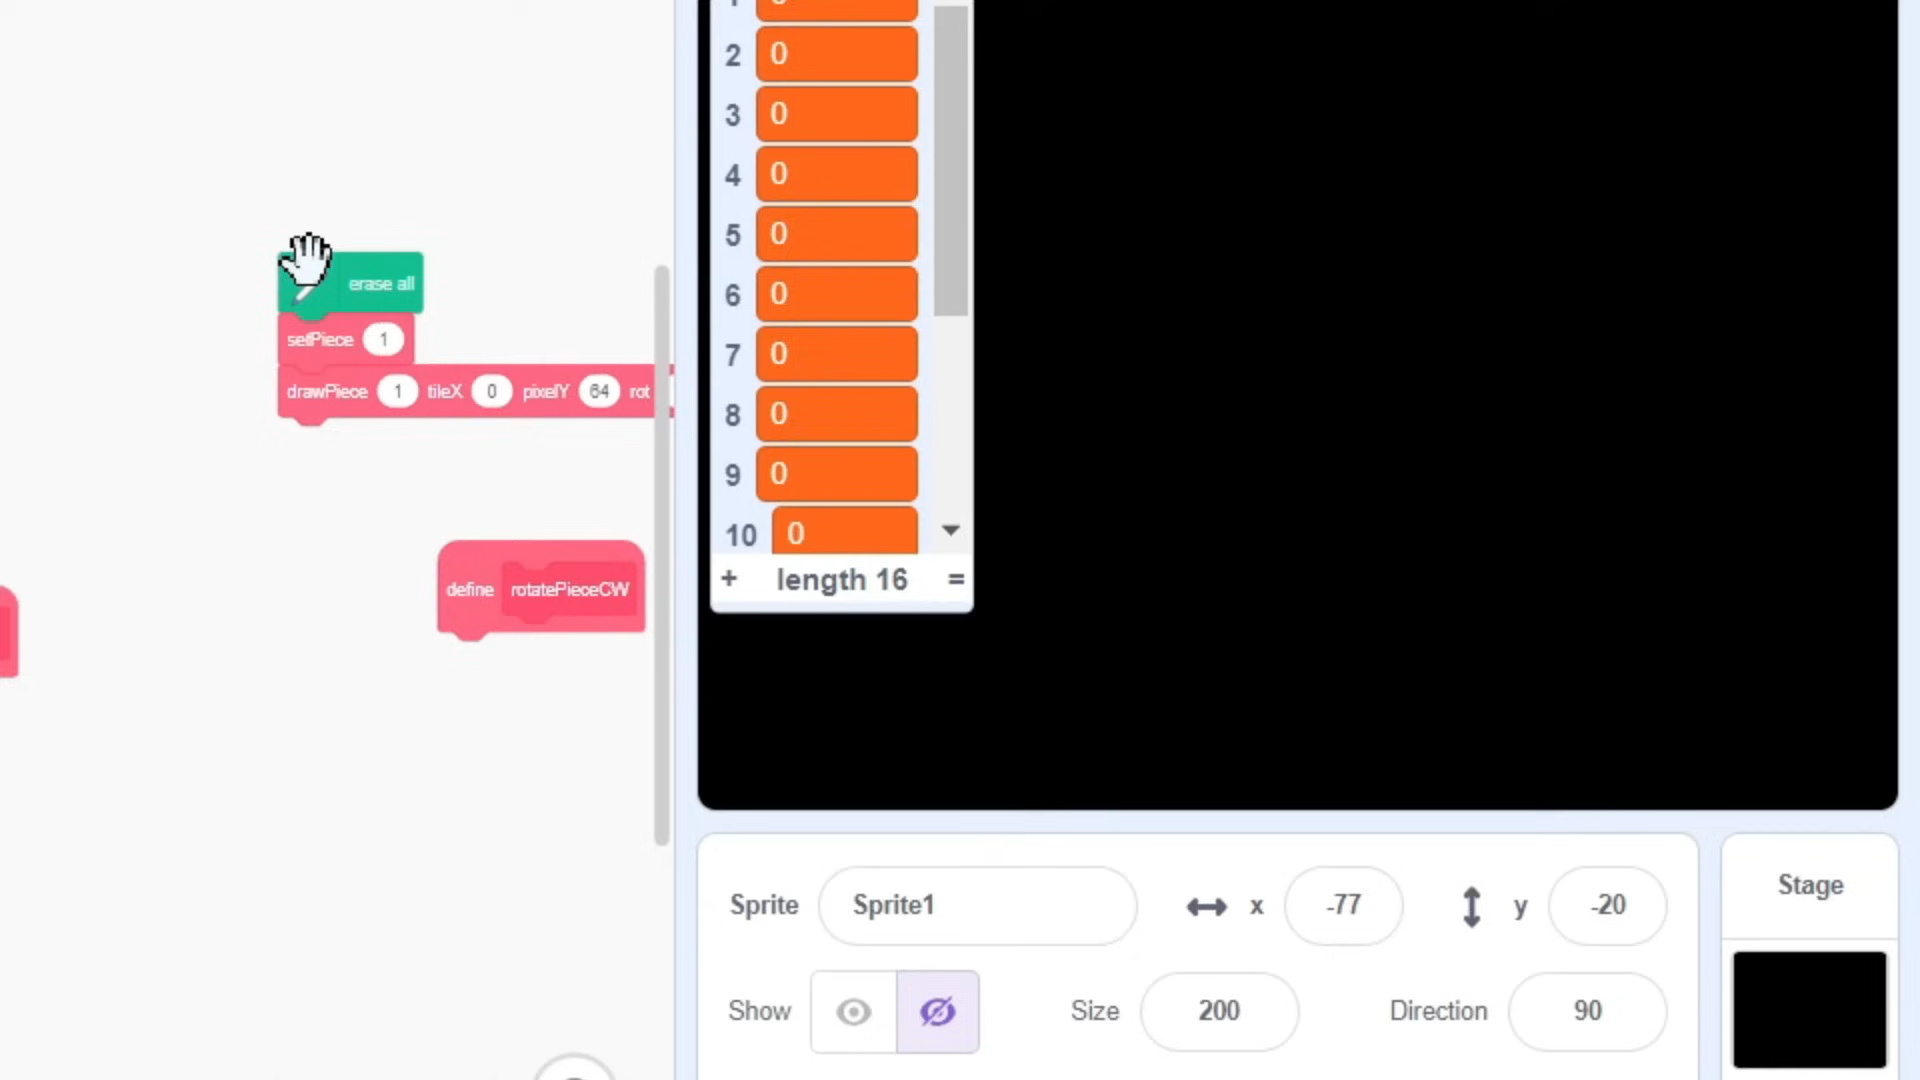 erase all
setPiece 1
drawPiece 1 tileX 0 pixelY 64 rot
define rotatePieceCW
2 0
3 0
4 0
5 0
6 0
7 0
8 0
9 0
10 0
+ length 16 =
Sprite Sprite1 x -77 y -20
Show Size 200 Direction 90
Stage